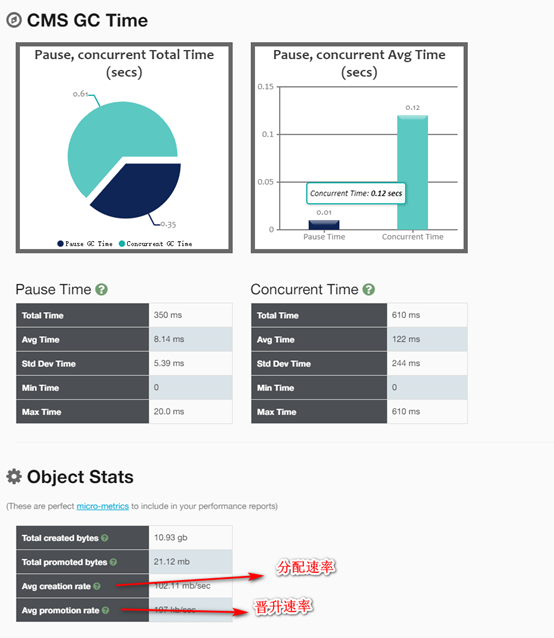 CMS GC Time
Pause, concurrent Total Time
(secs)
0.61
0.35
Pause GC Time Concurrent GC Time
Pause, concurrent Avg Time
(secs)
0.15
0.1
0.05
0
0.12
0.01
Concurrent Time: 0.12 secs
Pause Time Concurrent Time
Pause Time ?
Total Time 350 ms
Avg Time 8.14 ms
Std Dev Time 5.39 ms
Min Time 0
Max Time 20.0 ms
Concurrent Time ?
Total Time 610 ms
Avg Time 122 ms
Std Dev Time 244 ms
Min Time 0
Max Time 610 ms
Object Stats
(These are perfect micro-metrics to include in your performance reports)
Total created bytes ? 10.93 gb
Total promoted bytes ? 21.12 mb
Avg creation rate ? 102.11 mb/sec 分配速率
Avg promotion rate ? 197 kb/sec 晋升速率